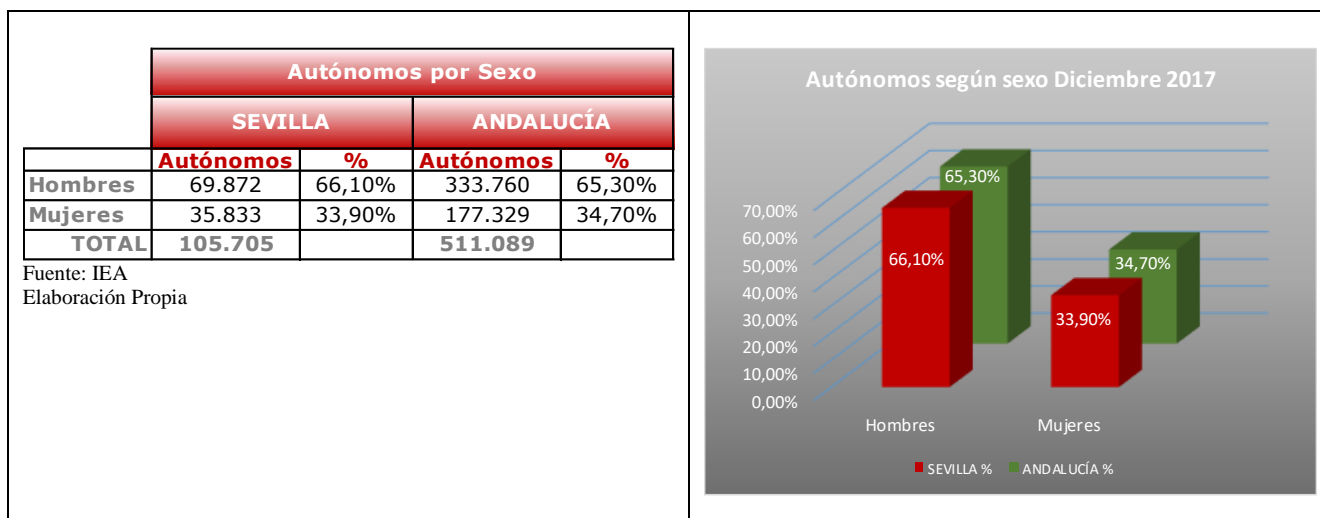 Autónomos por Sexo
SEVILLA ANDALUCÍA
Autónomos % Autónomos %
Hombres 69.872 66,10% 333.760 65,30%
Mujeres 35.833 33,90% 177.329 34,70%
TOTAL 105.705 511.089
Fuente: IEA
Elaboración Propia
Autónomos según sexo Diciembre 2017
70,00%
60,00%
50,00%
40,00%
30,00%
20,00%
10,00%
0,00%
66,10%
65,30%
33,90%
34,70%
Hombres Mujeres
SEVILLA % ANDALUCÍA %